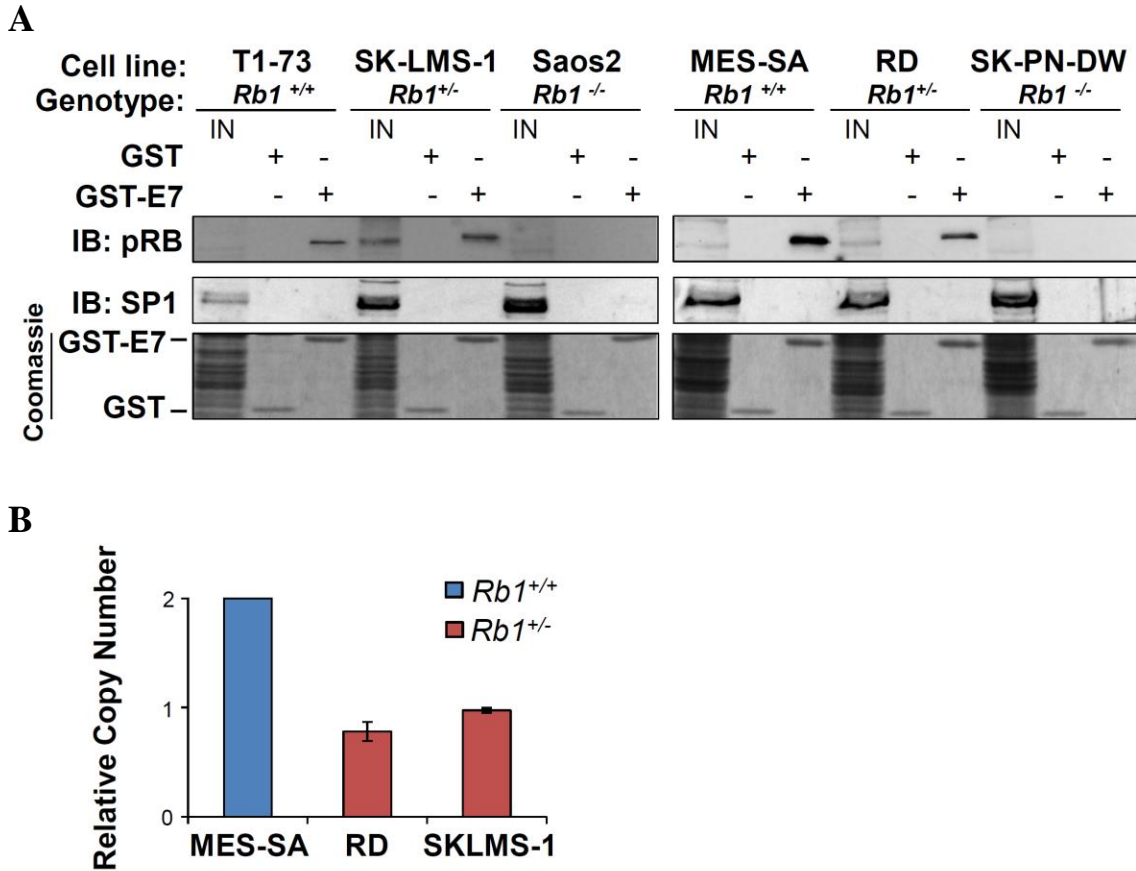 A
Cell line: T1-73 SK-LMS-1 Saos2 MES-SA RD SK-PN-DW
Genotype: Rb1 +/+ Rb1+/- Rb1 -/- Rb1 +/+ Rb1+/- Rb1 -/-
IN IN IN IN IN IN
GST + - + - + - + - + - + -
GST-E7 - + - + - + - + - + - +
IB: pRB
IB: SP1
Coomassie
GST-E7 –
GST –
B
Relative Copy Number
2
1
0
Rb1+/+
Rb1+/-
MES-SA RD SKLMS-1